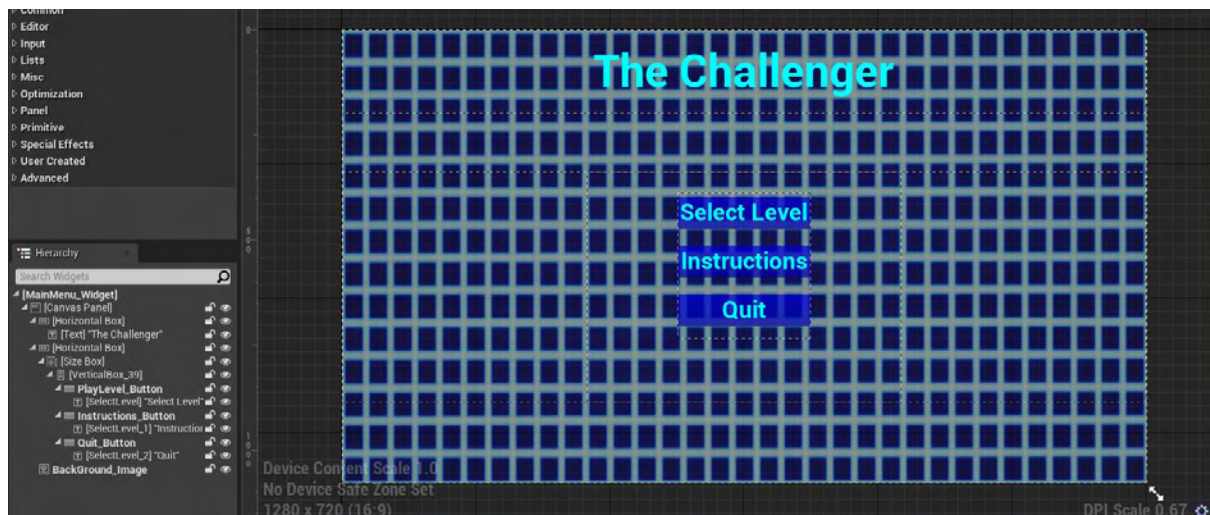 Common
Editor
Input
Lists
Misc
Optimization
Panel
Primitive
Special Effects
User Created
Advanced
Hierarchy
Search Widgets
[MainMenu_Widget]
[Canvas Panel]
[Horizontal Box]
[Text] "The Challenger"
[Horizontal Box]
[Size Box]
[VerticalBox_39]
PlayLevel_Button
[SelectLevel] "Select Level"
Instructions_Button
[SelectLevel_1] "Instruction
Quit_Button
[SelectLevel_2] "Quit"
BackGround_Image
The Challenger
Select Level
Instructions
Quit
Device Content Scale 1.0
No Device Safe Zone Set
1280 x 720 (16:9)
DPI Scale 0.67